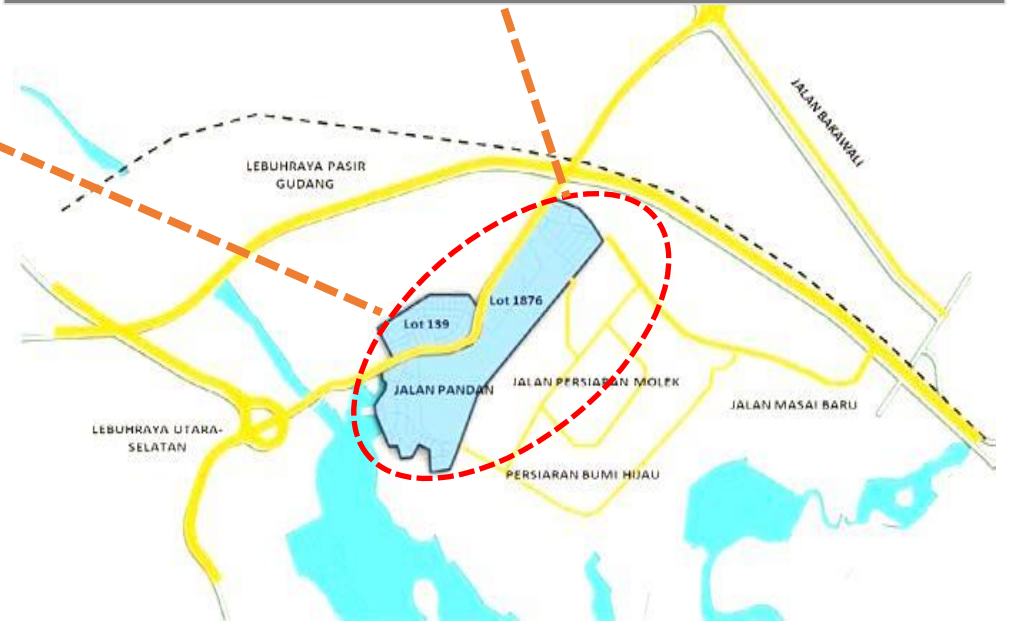 JALAN BAKAWALI
LEBUHRAYA PASIR
GUDANG
Lot 1876
Lot 139
JALAN PANDAN
JALAN PERSIARAN MOLEK
JALAN MASAI BARU
LEBUHRAYA UTARA-
SELATAN
PERSIARAN BUMI HIJAU